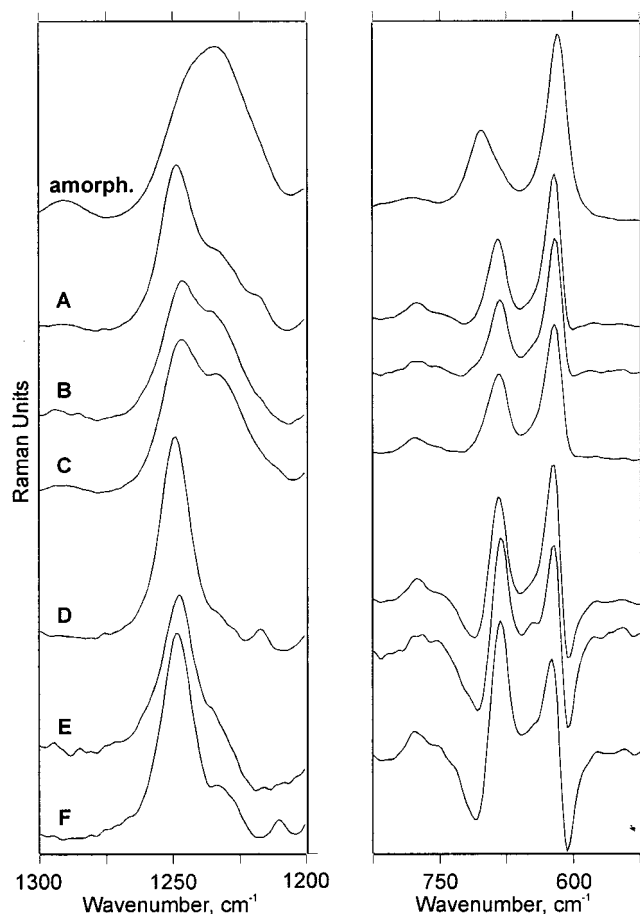 amorph.
A
B
C
D
E
F
Raman Units
1300 1250 1200
750 600
Wavenumber, cm-1
Wavenumber, cm-1